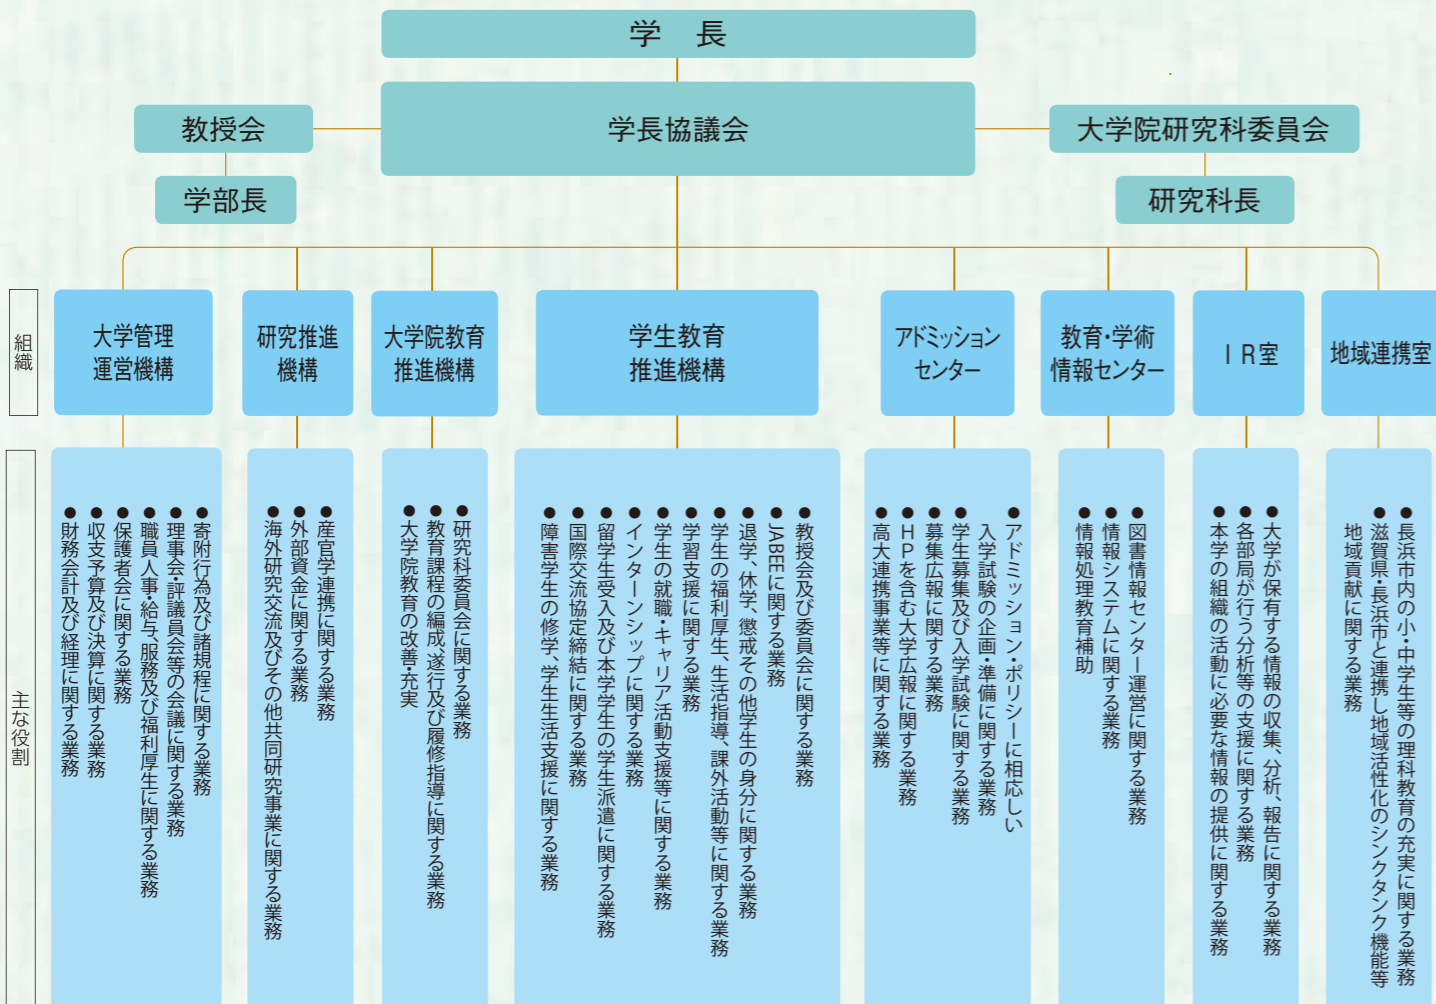 学　長
学長協議会
教授会
大学院研究科委員会
学部長
研究科長
組織
大学管理
運営機構
研究推進
機構
大学院教育
推進機構
学生教育
推進機構
アドミッション
センター
教育・学術
情報センター
ＩＲ室
地域連携室
主な役割
●寄附行為及び諸規程に関する業務
●理事会・評議員会等の会議に関する業務
●職員人事・給与、服務及び福利厚生に関する業務
●保護者会に関する業務
●収支予算及び決算に関する業務
●財務会計及び経理に関する業務
●産官学連携に関する業務
●外部資金に関する業務
●海外研究交流及びその他共同研究事業に関する業務
●研究科委員会に関する業務
●教育課程の編成、遂行及び履修指導に関する業務
●大学院教育の改善・充実
●教授会及び委員会に関する業務
●JABEEに関する業務
●退学、休学、懲戒その他学生の身分に関する業務
●学生の福利厚生、生活指導、課外活動等に関する業務
●学習支援に関する業務
●学生の就職・キャリア活動支援等に関する業務
●インターンシップに関する業務
●留学生受入及び本学学生の学生派遣に関する業務
●国際交流協定締結に関する業務
●障害学生の修学、学生生活支援に関する業務
●アドミッション・ポリシーに相応しい
入学試験の企画・準備に関する業務
●学生募集及び入学試験に関する業務
●募集広報に関する業務
●ＨＰを含む大学広報に関する業務
●高大連携事業等に関する業務
●図書情報センター運営に関する業務
●情報システムに関する業務
●情報処理教育補助
●大学が保有する情報の収集、分析、報告に関する業務
●各部局が行う分析等の支援に関する業務
●本学の組織の活動に必要な情報の提供に関する業務
●長浜市内の小・中学生等の理科教育の充実に関する業務
●滋賀県・長浜市と連携し地域活性化のシンクタンク機能等
地域貢献に関する業務